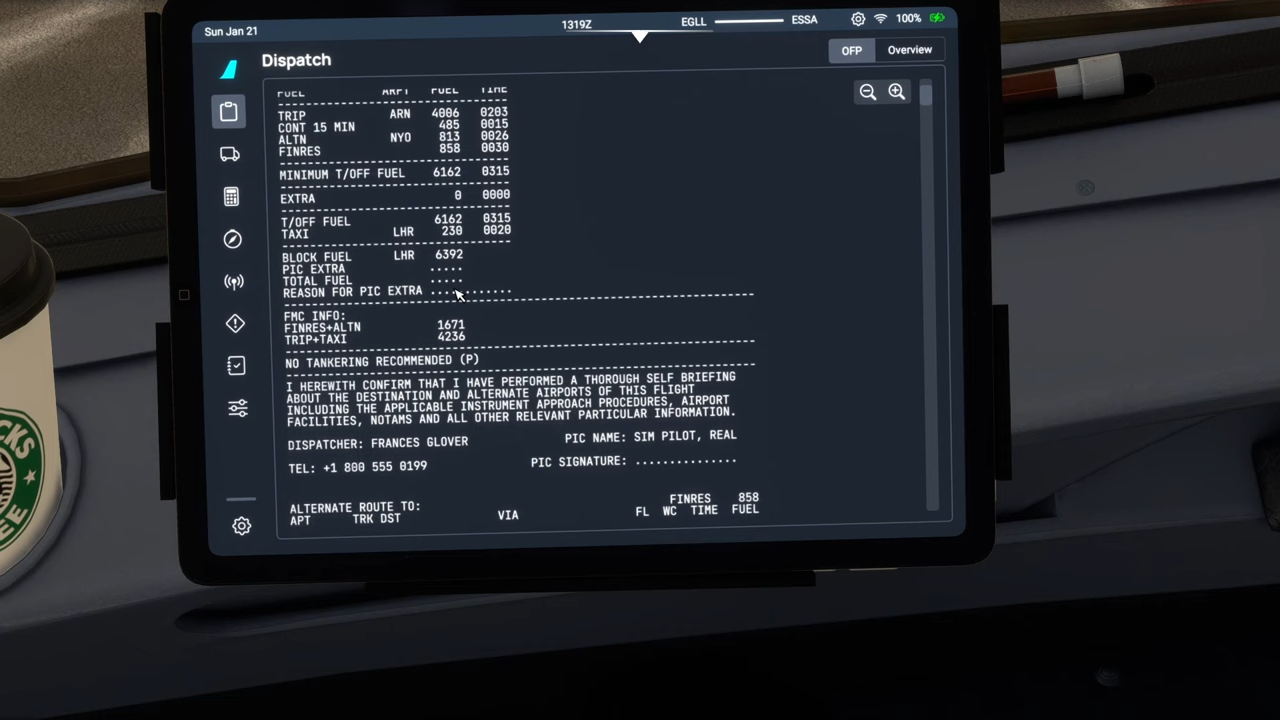 Sun Jan 21 1319Z EGLL ESSA 100%
Dispatch OFP Overview
FUEL ARPT FUEL TIME
TRIP ARN 4006 0203
CONT 15 MIN 485 0015
ALTN NYO 813 0026
FINRES 858 0030
MINIMUM T/OFF FUEL 6162 0315
EXTRA 0 0000
T/OFF FUEL 6162 0315
TAXI LHR 230 0020
BLOCK FUEL LHR 6392
PIC EXTRA .....
TOTAL FUEL .....
REASON FOR PIC EXTRA ............
FMC INFO:
FINRES+ALTN 1671
TRIP+TAXI 4236
NO TANKERING RECOMMENDED (P)
I HEREWITH CONFIRM THAT I HAVE PERFORMED A THOROUGH SELF BRIEFING
ABOUT THE DESTINATION AND ALTERNATE AIRPORTS OF THIS FLIGHT
INCLUDING THE APPLICABLE INSTRUMENT APPROACH PROCEDURES, AIRPORT
FACILITIES, NOTAMS AND ALL OTHER RELEVANT PARTICULAR INFORMATION.
DISPATCHER: FRANCES GLOVER PIC NAME: SIM PILOT, REAL
TEL: +1 800 555 0199 PIC SIGNATURE: ..............
ALTERNATE ROUTE TO: FINRES 858
APT TRK DST VIA FL WC TIME FUEL